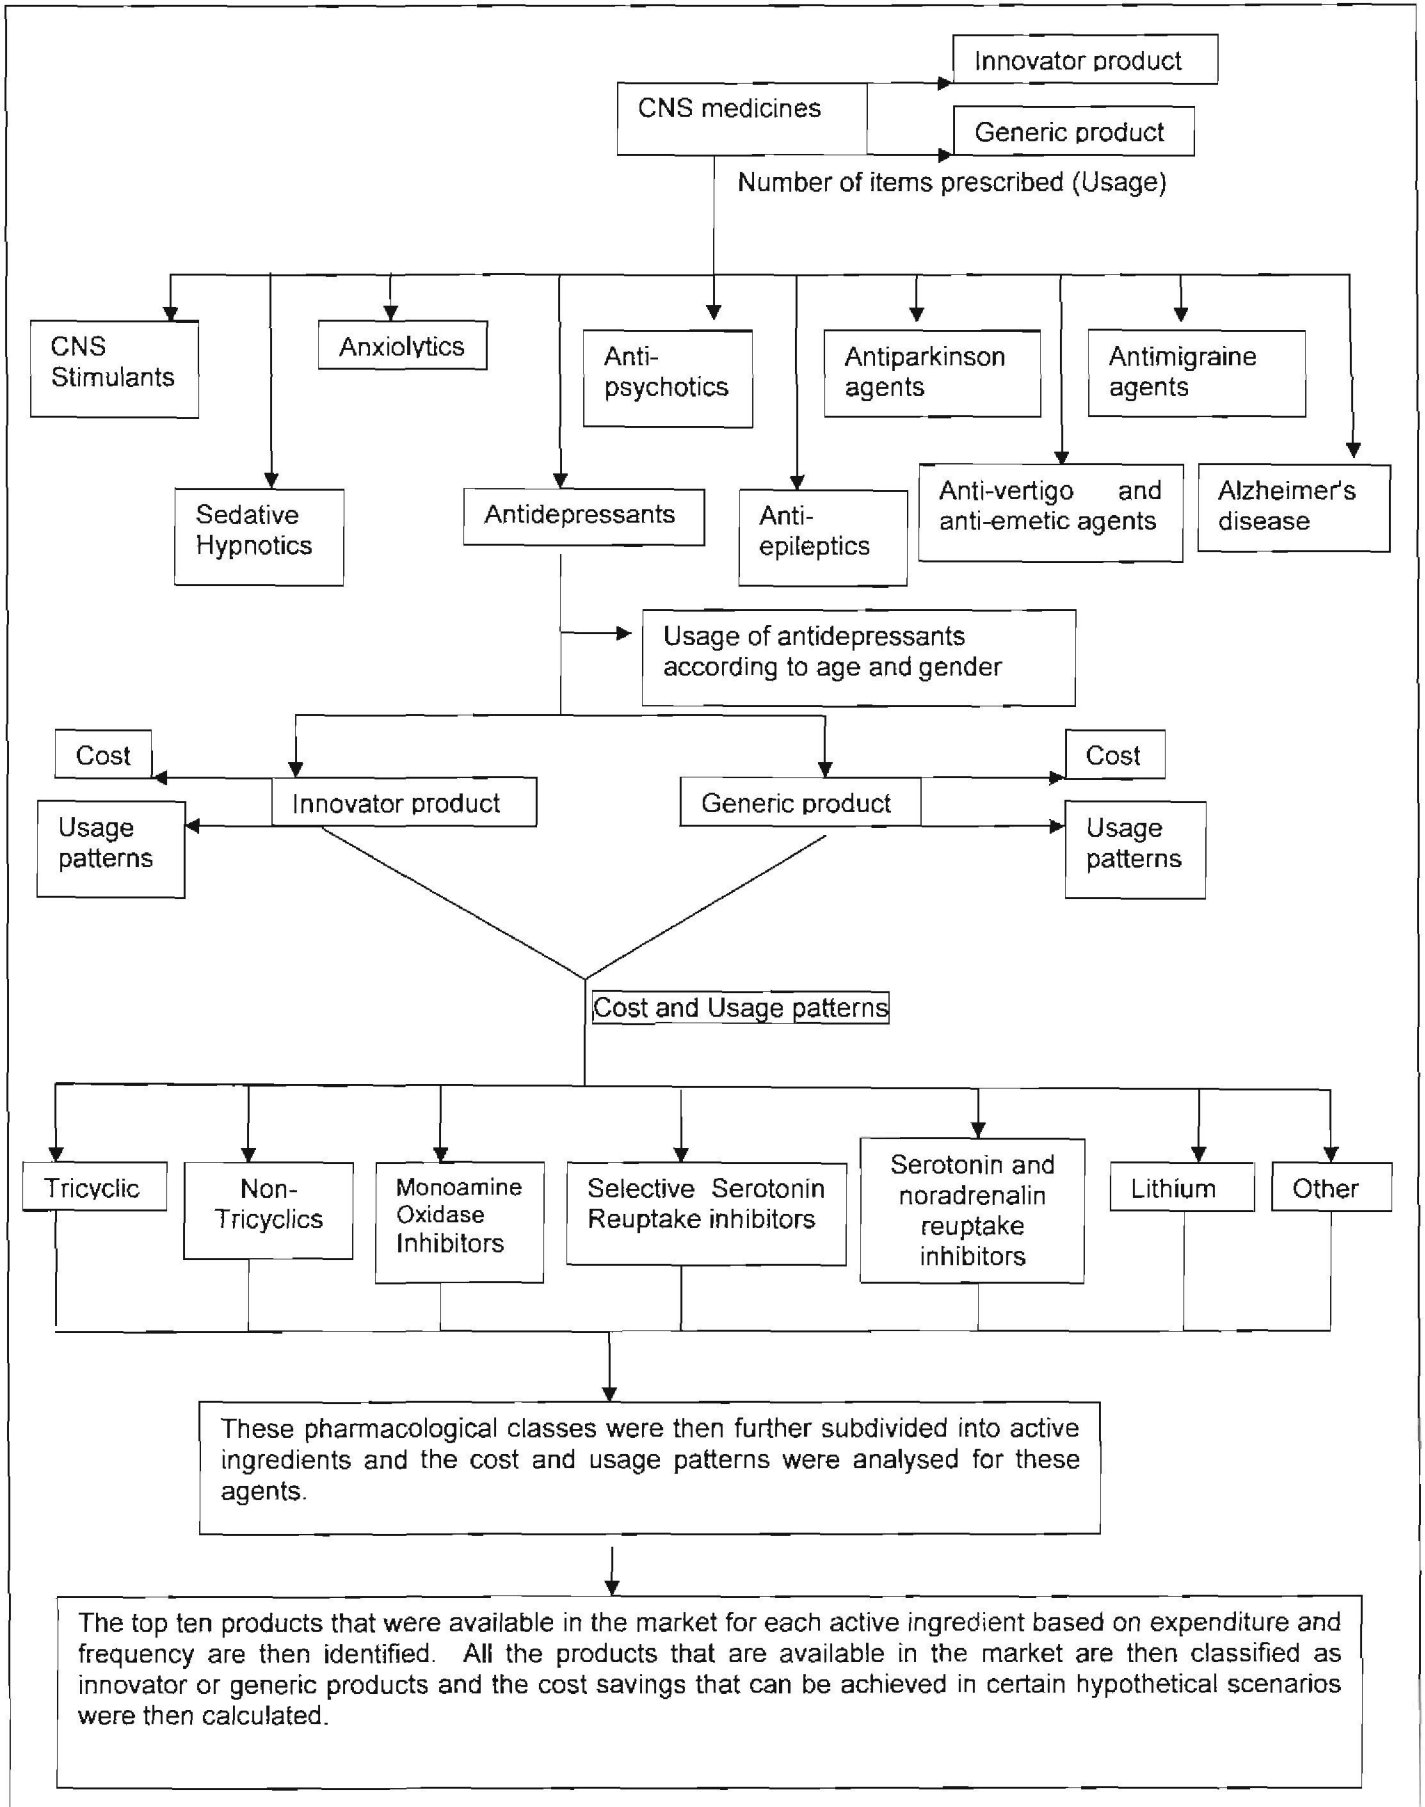 Innovator product
CNS medicines
Generic product
Number of items prescribed (Usage)
CNS
Stimulants
Anxiolytics
Anti-
psychotics
Antiparkinson
agents
Antimigraine
agents
Sedative
Hypnotics
Antidepressants
Anti-
epileptics
Anti-vertigo and
anti-emetic agents
Alzheimer's
disease
Usage of antidepressants
according to age and gender
Cost
Innovator product
Usage
patterns
Generic product
Cost
Usage
patterns
Cost and Usage patterns
Tricyclic
Non-
Tricyclics
Monoamine
Oxidase
Inhibitors
Selective Serotonin
Reuptake inhibitors
Serotonin and
noradrenalin
reuptake
inhibitors
Lithium
Other
These pharmacological classes were then further subdivided into active
ingredients and the cost and usage patterns were analysed for these
agents.
The top ten products that were available in the market for each active ingredient based on expenditure and
frequency are then identified. All the products that are available in the market are then classified as
innovator or generic products and the cost savings that can be achieved in certain hypothetical scenarios
were then calculated.